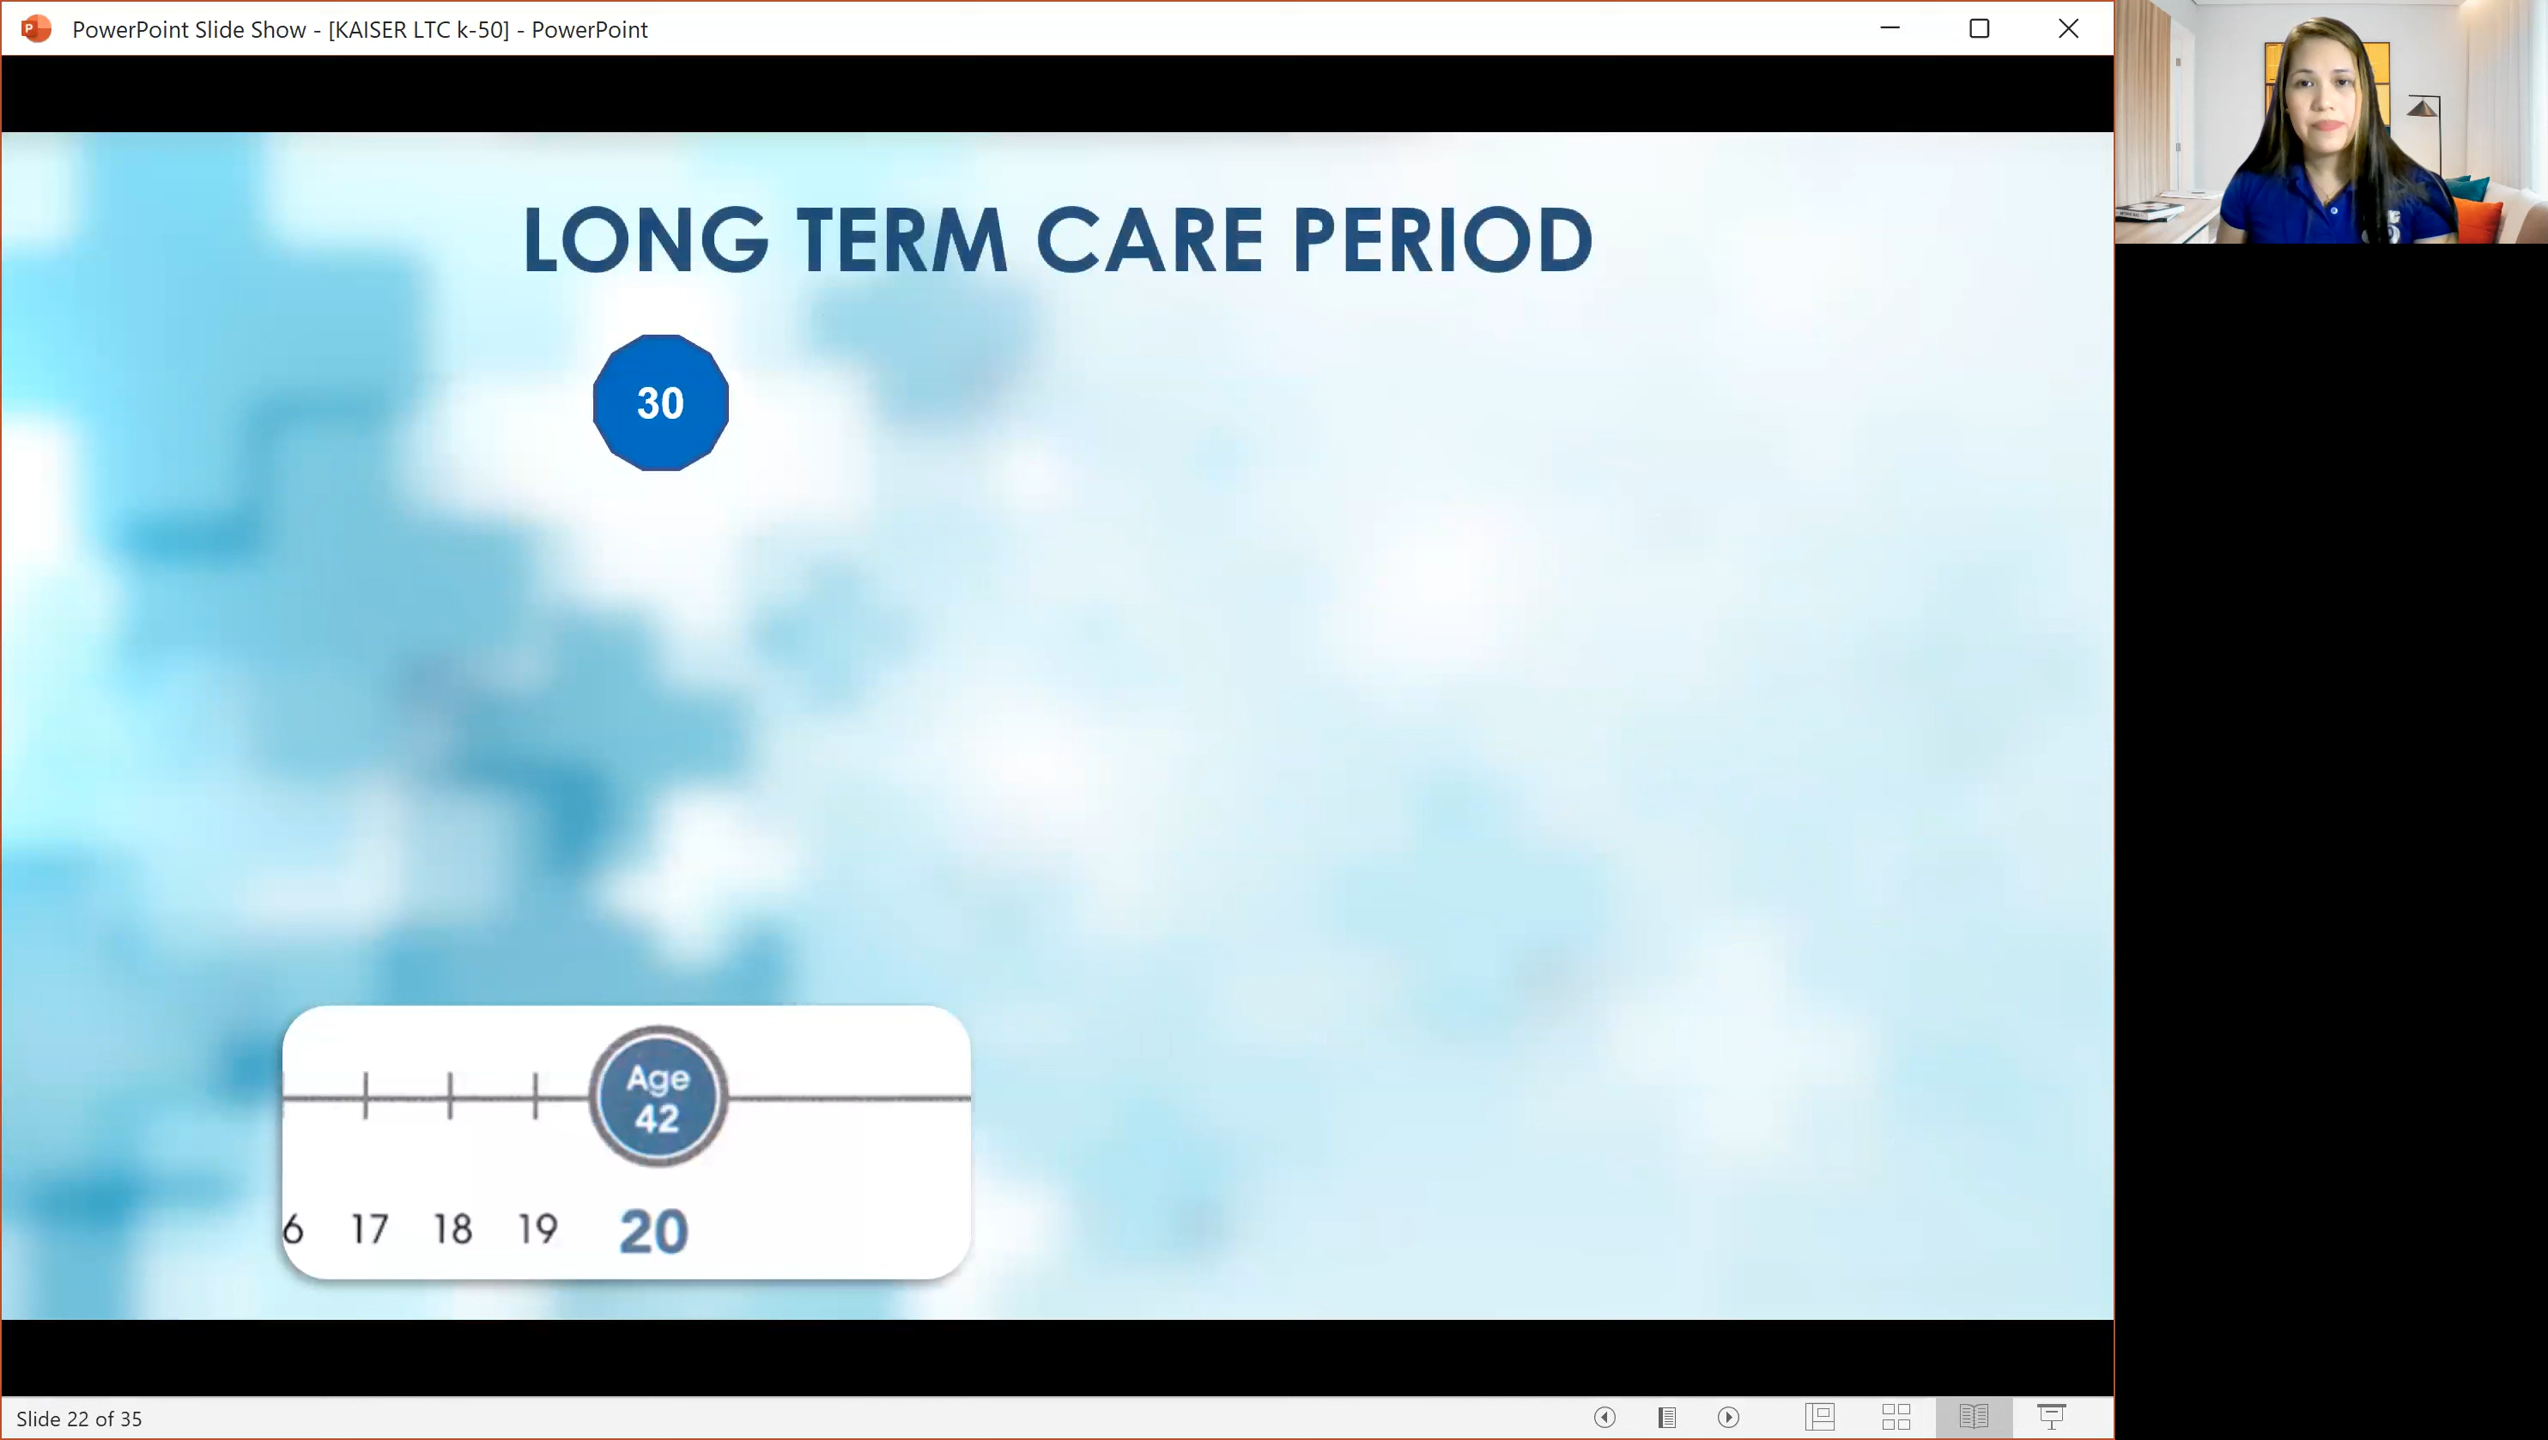 PowerPoint Slide Show - [KAISER LTC k-50] - PowerPoint
LONG TERM CARE PERIOD
30
Age
42
6 17 18 19 20
Slide 22 of 35